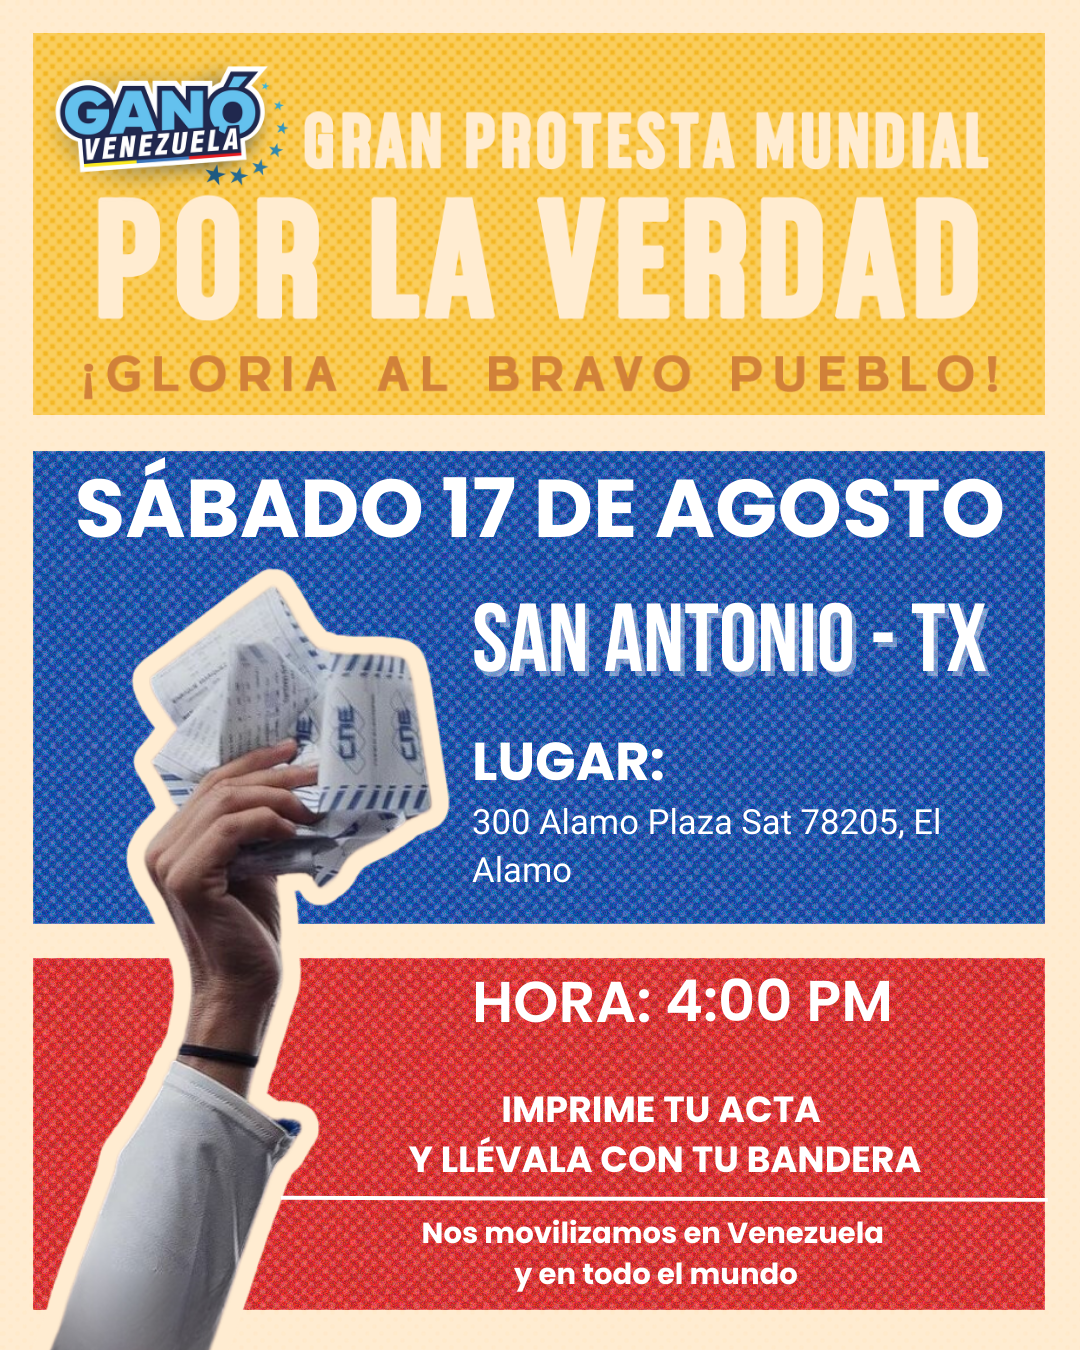 GANÓ
VENEZUELA
GRAN PROTESTA MUNDIAL
POR LA VERDAD
¡GLORIA AL BRAVO PUEBLO!
SÁBADO 17 DE AGOSTO
SAN ANTONIO - TX
LUGAR:
300 Alamo Plaza Sat 78205, El
Alamo
CNE
CNE
HORA: 4:00 PM
IMPRIME TU ACTA
Y LLÉVALA CON TU BANDERA
Nos movilizamos en Venezuela
y en todo el mundo